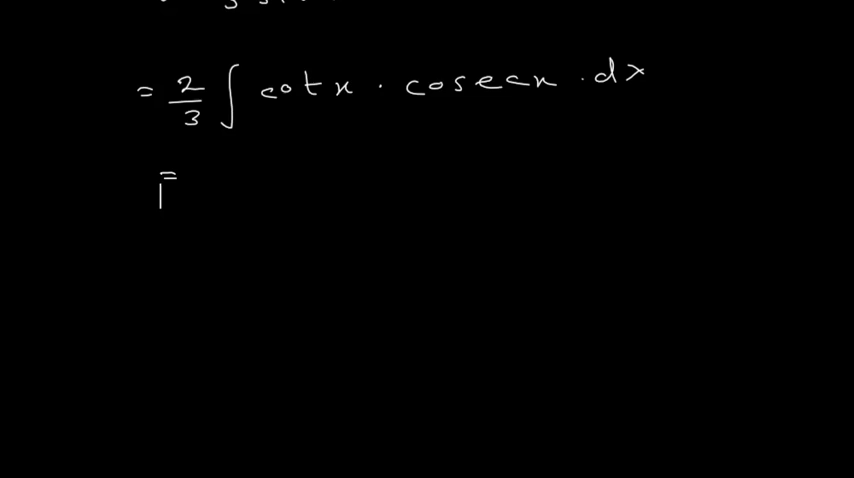 = 2/3 ∫ cot x . cosec x . dx
=